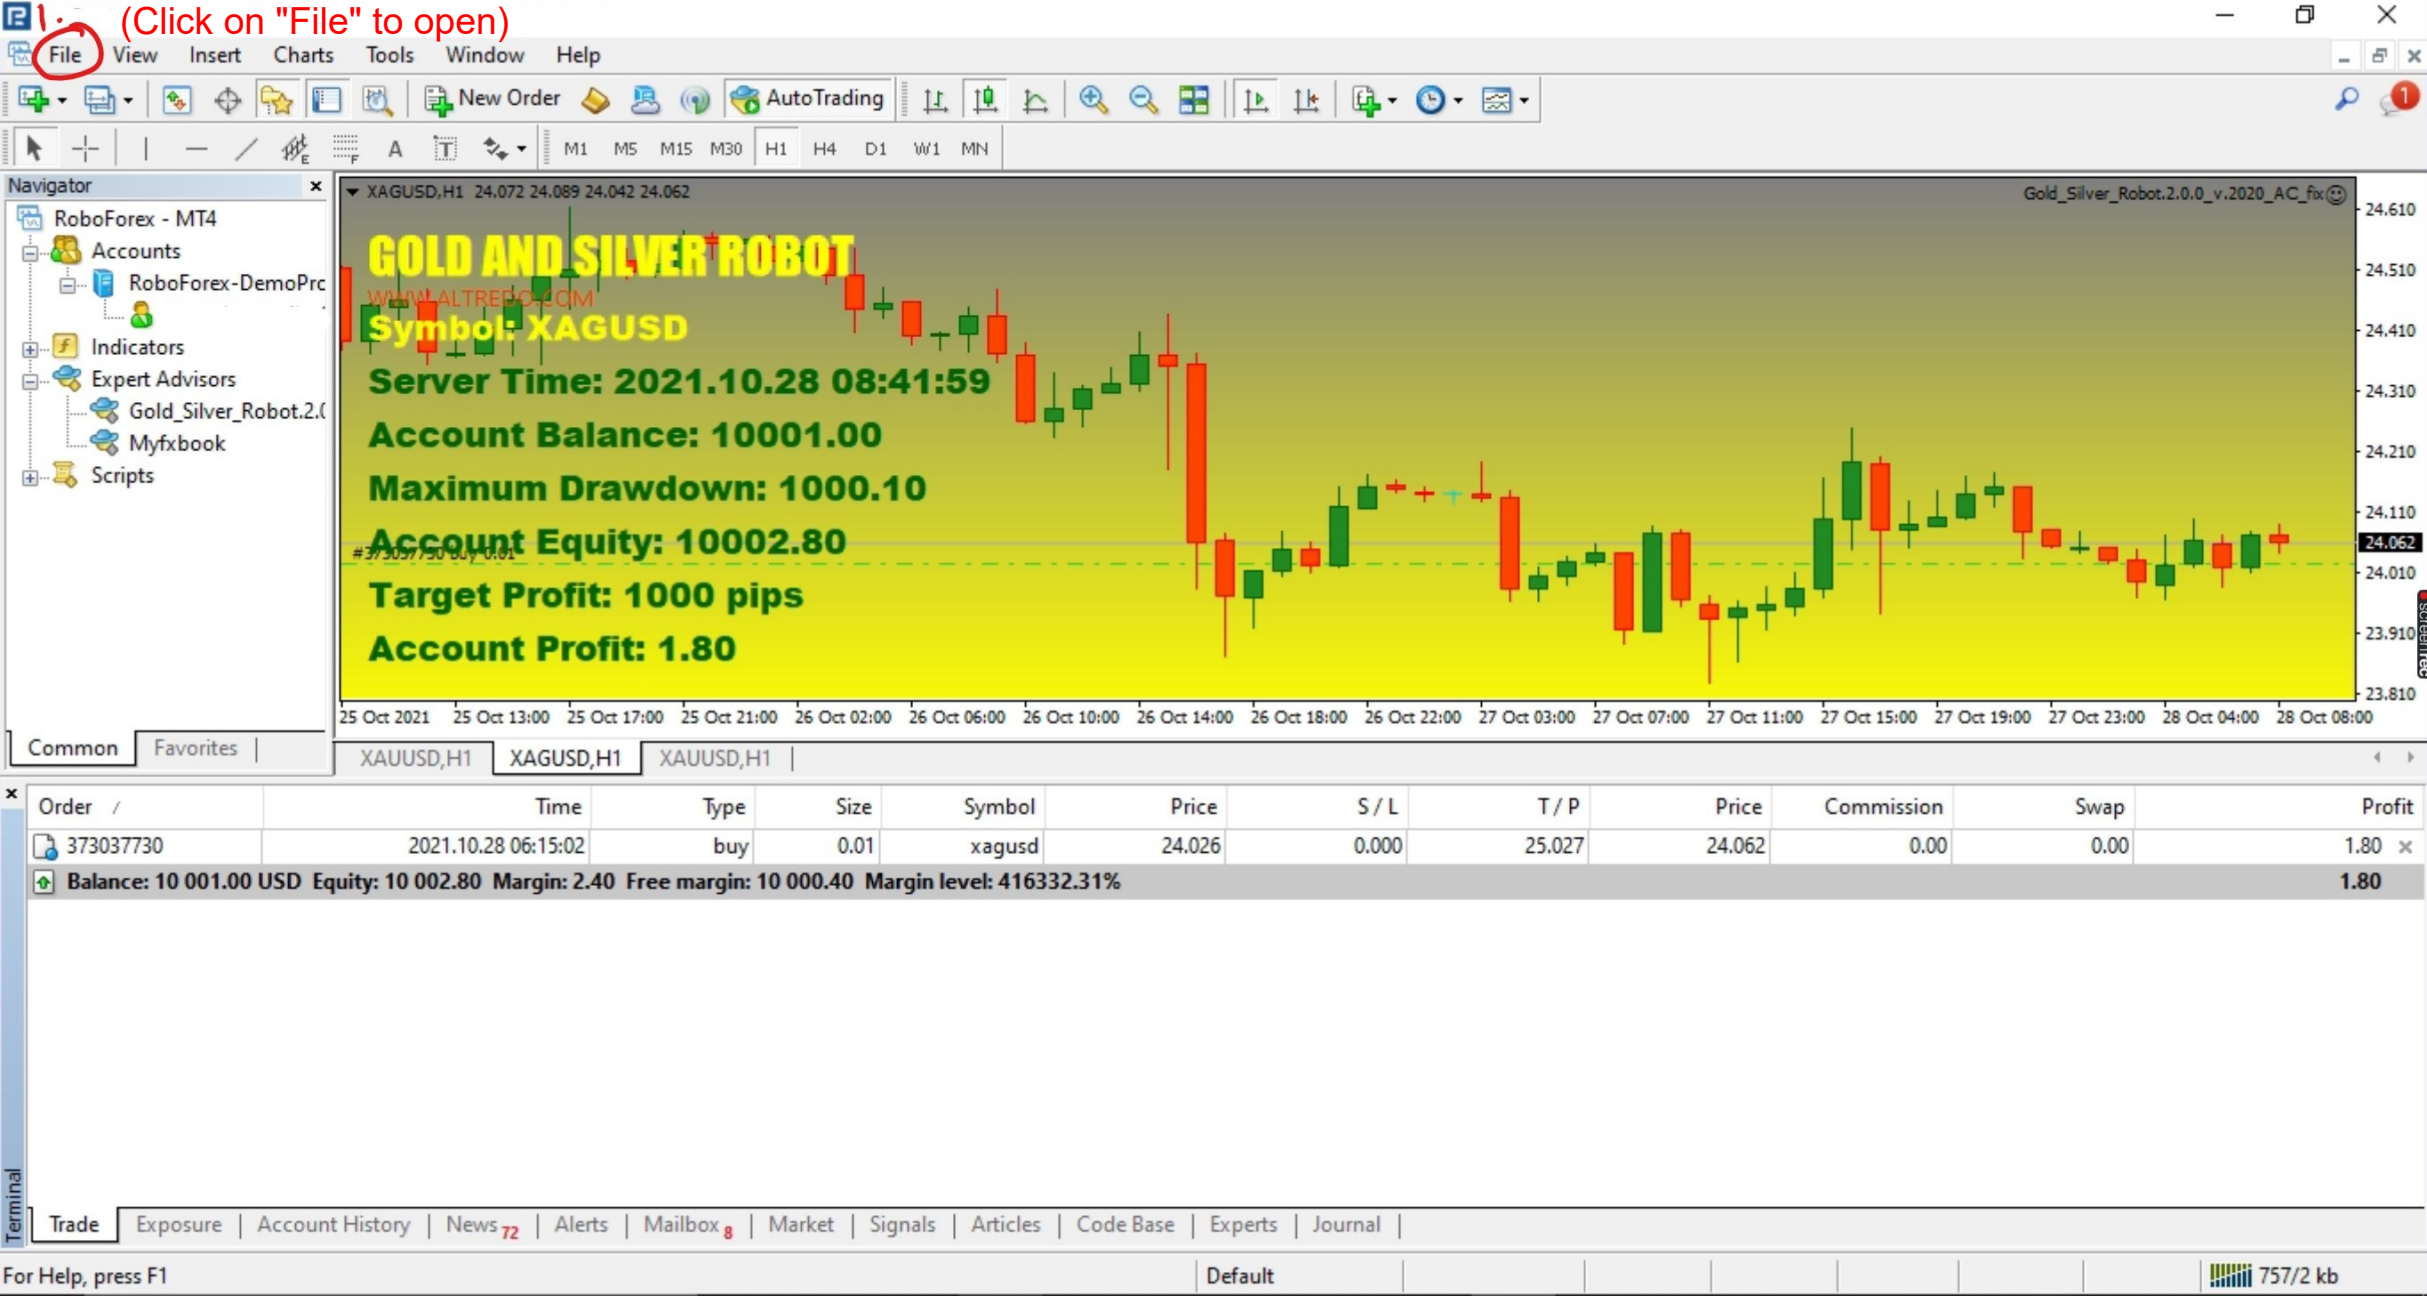 1. (Click on "File" to open)
File View Insert Charts Tools Window Help
New Order AutoTrading 1
E F A T M1 M5 M15 M30 H1 H4 D1 W1 MN
Navigator
RoboForex - MT4
Accounts
RoboForex-DemoPrc
Indicators
Expert Advisors
Gold_Silver_Robot.2.0
Myfxbook
Scripts
Common Favorites
XAGUSD,H1 24.072 24.089 24.042 24.062
Gold_Silver_Robot.2.0.0_v.2020_AC_fix
GOLD AND SILVER ROBOT
WWW.ALTREDO.COM
Symbol: XAGUSD
Server Time: 2021.10.28 08:41:59
Account Balance: 10001.00
Maximum Drawdown: 1000.10
Account Equity: 10002.80
#373037730 buy 0.01
Target Profit: 1000 pips
Account Profit: 1.80
24.610
24.510
24.410
24.310
24.210
24.110
24.062
24.010
23.910
23.810
screenrec
25 Oct 2021 25 Oct 13:00 25 Oct 17:00 25 Oct 21:00 26 Oct 02:00 26 Oct 06:00 26 Oct 10:00 26 Oct 14:00 26 Oct 18:00 26 Oct 22:00 27 Oct 03:00 27 Oct 07:00 27 Oct 11:00 27 Oct 15:00 27 Oct 19:00 27 Oct 23:00 28 Oct 04:00 28 Oct 08:00
XAUUSD,H1 XAGUSD,H1 XAUUSD,H1
Order / Time Type Size Symbol Price S / L T / P Price Commission Swap Profit
373037730 2021.10.28 06:15:02 buy 0.01 xagusd 24.026 0.000 25.027 24.062 0.00 0.00 1.80
Balance: 10 001.00 USD Equity: 10 002.80 Margin: 2.40 Free margin: 10 000.40 Margin level: 416332.31% 1.80
Terminal
Trade Exposure Account History News 72 Alerts Mailbox 8 Market Signals Articles Code Base Experts Journal
For Help, press F1 Default 757/2 kb